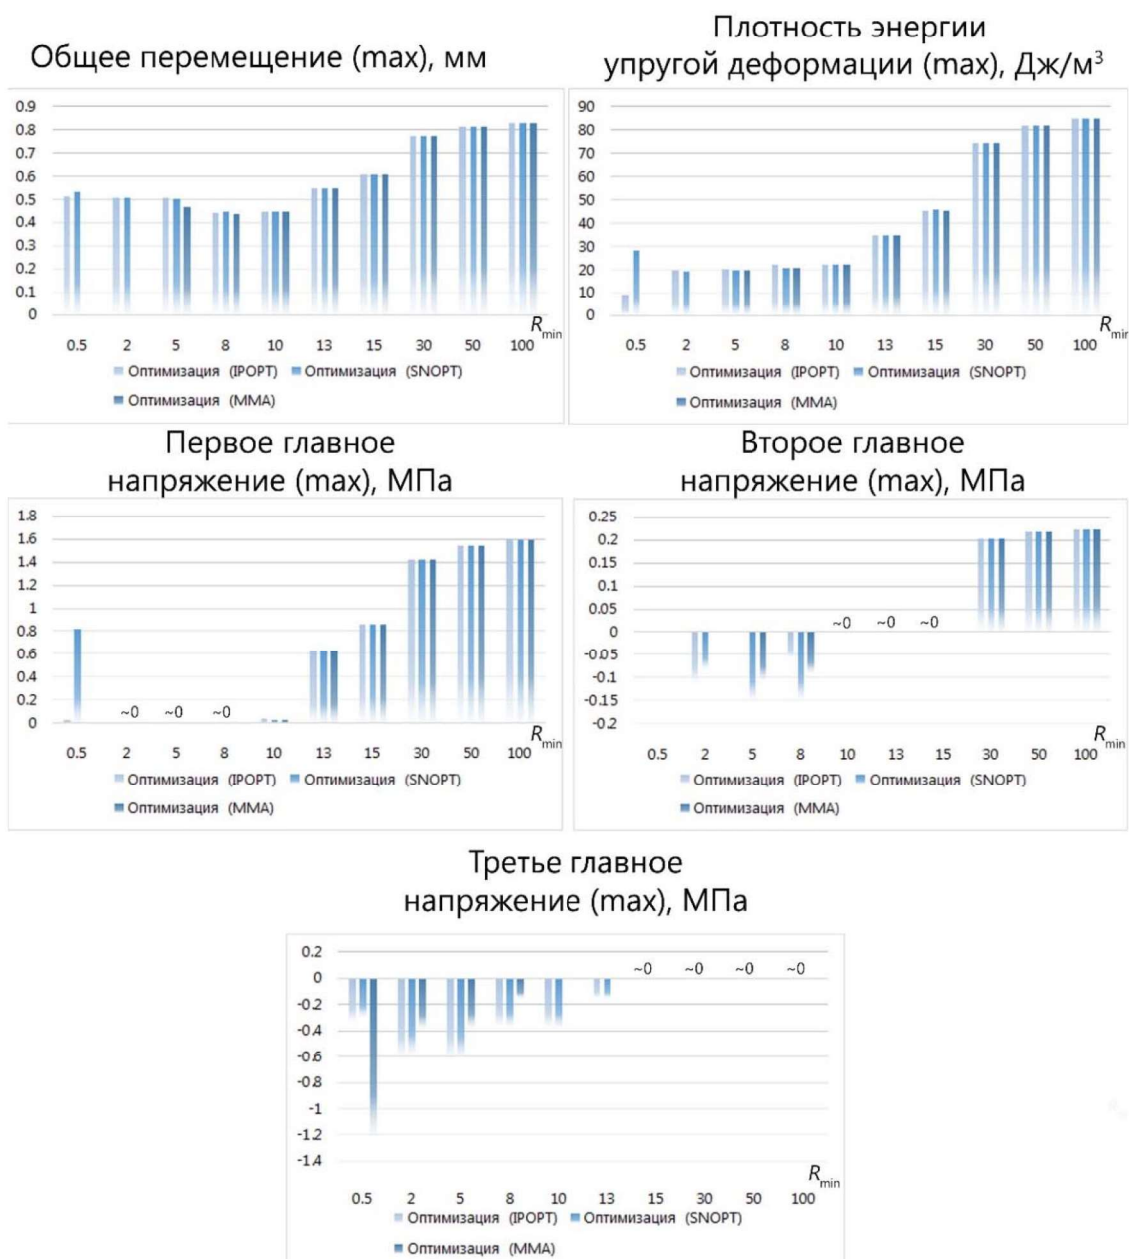 Общее перемещение (max), мм
0.9
0.8
0.7
0.6
0.5
0.4
0.3
0.2
0.1
0
0.5 2 5 8 10 13 15 30 50 100
Rmin
Оптимизация (IPOPT) Оптимизация (SNOPT)
Оптимизация (MMA)
Плотность энергии
упругой деформации (max), Дж/м³
90
80
70
60
50
40
30
20
10
0
0.5 2 5 8 10 13 15 30 50 100
Rmin
Оптимизация (IPOPT) Оптимизация (SNOPT)
Оптимизация (MMA)
Первое главное
напряжение (max), МПа
1.8
1.6
1.4
1.2
1
0.8
0.6
0.4
0.2
0
~0 ~0 ~0
0.5 2 5 8 10 13 15 30 50 100
Rmin
Оптимизация (IPOPT) Оптимизация (SNOPT)
Оптимизация (MMA)
Второе главное
напряжение (max), МПа
0.25
0.2
0.15
0.1
0.05
0
-0.05
-0.1
-0.15
-0.2
~0 ~0 ~0
0.5 2 5 8 10 13 15 30 50 100
Rmin
Оптимизация (IPOPT) Оптимизация (SNOPT)
Оптимизация (MMA)
Третье главное
напряжение (max), МПа
0.2
0
-0.2
-0.4
-0.6
-0.8
-1
-1.2
-1.4
~0 ~0 ~0 ~0
0.5 2 5 8 10 13 15 30 50 100
Rmin
Оптимизация (IPOPT) Оптимизация (SNOPT)
Оптимизация (MMA)